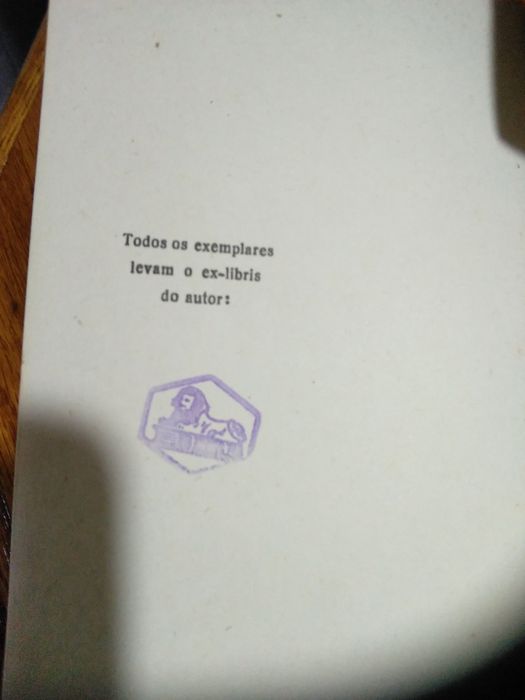 Todos os exemplares
levam o ex-libris
do autor: